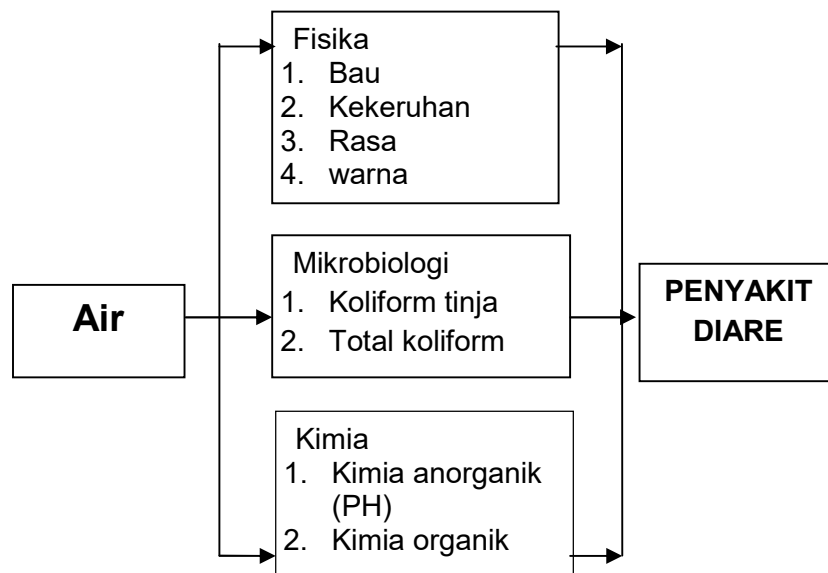 Fisika
1. Bau
2. Kekeruhan
3. Rasa
4. warna
Air
Mikrobiologi
1. Koliform tinja
2. Total koliform
PENYAKIT
DIARE
Kimia
1. Kimia anorganik
(PH)
2. Kimia organik